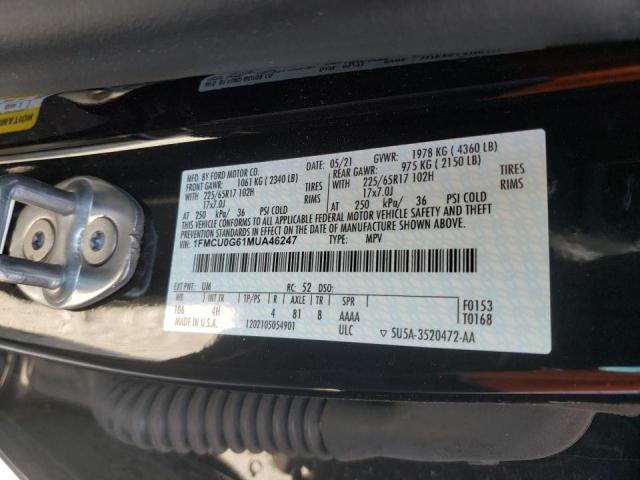 MFD. BY FORD MOTOR CO. 05/21 GVWR: 1978 KG ( 4360 LB)
FRONT GAWR: 1061 KG ( 2340 LB) REAR GAWR: 975 KG ( 2150 LB)
WITH 225/65R17 102H TIRES WITH 225/65R17 102H TIRES
17x7.0J RIMS 17x7.0J RIMS
AT 250 kPa/ 36 PSI COLD AT 250 kPa/ 36 PSI COLD
THIS VEHICLE CONFORMS TO ALL APPLICABLE FEDERAL MOTOR VEHICLE SAFETY AND THEFT
PREVENTION STANDARDS IN EFFECT ON THE DATE OF MANUFACTURE SHOWN ABOVE.
1FMCU0G61MUA46247 TYPE: MPV
EXT PNT: UM RC: 52 DSO:
WB INT TR TP/PS R AXLE TR SPR F0153
106 4H 4 81 8 AAAA T0168
MADE IN U.S.A. 1202105054901 ULC ▽ 5U5A-3520472-AA